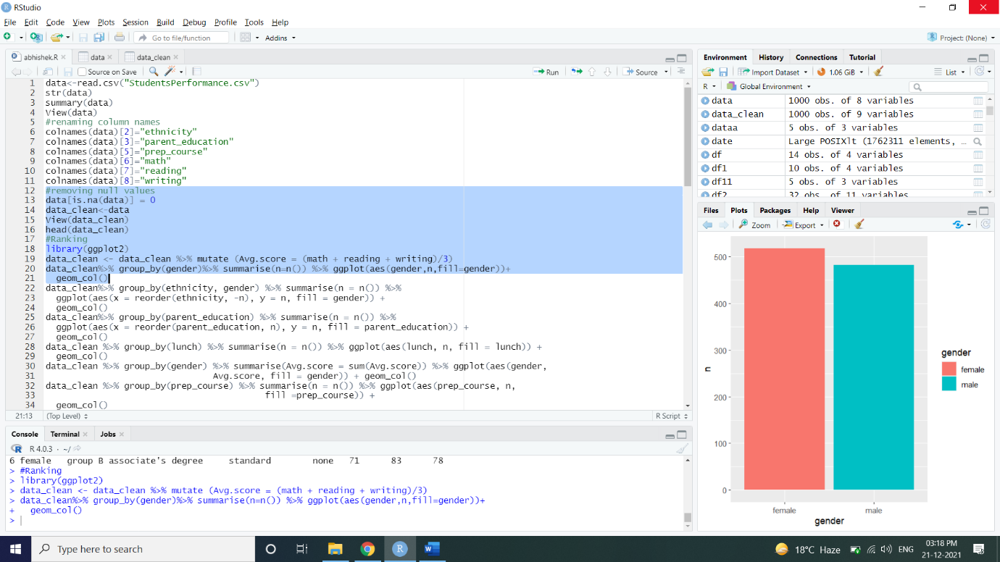 RStudio
File Edit Code View Plots Session Build Debug Profile Tools Help
Go to file/function Addins Project: (None)
abhishek.R data data_clean
Source on Save Run Source
1 data<-read.csv("StudentsPerformance.csv")
2 str(data)
3 summary(data)
4 View(data)
5 #renaming column names
6 colnames(data)[2]="ethnicity"
7 colnames(data)[3]="parent_education"
8 colnames(data)[5]="prep_course"
9 colnames(data)[6]="math"
10 colnames(data)[7]="reading"
11 colnames(data)[8]="writing"
12 #removing null values
13 data[is.na(data)] = 0
14 data_clean<-data
15 View(data_clean)
16 head(data_clean)
17 #Ranking
18 library(ggplot2)
19 data_clean <- data_clean %>% mutate (Avg.score = (math + reading + writing)/3)
20 data_clean%>% group_by(gender)%>% summarise(n=n()) %>% ggplot(aes(gender,n,fill=gender))+
21 geom_col()
22 data_clean%>% group_by(ethnicity, gender) %>% summarise(n = n()) %>%
23 ggplot(aes(x = reorder(ethnicity, -n), y = n, fill = gender)) +
24 geom_col()
25 data_clean%>% group_by(parent_education) %>% summarise(n = n()) %>%
26 ggplot(aes(x = reorder(parent_education, n), y = n, fill = parent_education)) +
27 geom_col()
28 data_clean %>% group_by(lunch) %>% summarise(n = n()) %>% ggplot(aes(lunch, n, fill = lunch)) +
29 geom_col()
30 data_clean %>% group_by(gender) %>% summarise(Avg.score = sum(Avg.score)) %>% ggplot(aes(gender,
31 Avg.score, fill = gender)) + geom_col()
32 data_clean %>% group_by(prep_course) %>% summarise(n = n()) %>% ggplot(aes(prep_course, n,
33 fill =prep_course)) +
34 geom_col()
21:13 (Top Level) R Script
Console Terminal Jobs
R 4.0.3 · ~/
6 female group B associate's degree standard none 71 83 78
> #Ranking
> library(ggplot2)
> data_clean <- data_clean %>% mutate (Avg.score = (math + reading + writing)/3)
> data_clean%>% group_by(gender)%>% summarise(n=n()) %>% ggplot(aes(gender,n,fill=gender))+
+ geom_col()
>
Environment History Connections Tutorial
Import Dataset 1.06 GiB List
R Global Environment
data 1000 obs. of 8 variables
data_clean 1000 obs. of 9 variables
dataa 5 obs. of 3 variables
date Large POSIXlt (1762311 elements, ...
df 14 obs. of 4 variables
df1 10 obs. of 4 variables
df11 5 obs. of 3 variables
df2 32 obs. of 11 variables
Files Plots Packages Help Viewer
Zoom Export
500
400
300
200
100
0
n
female male
gender
gender
female
male
Type here to search
W
18°C Haze ENG
03:18 PM
21-12-2021